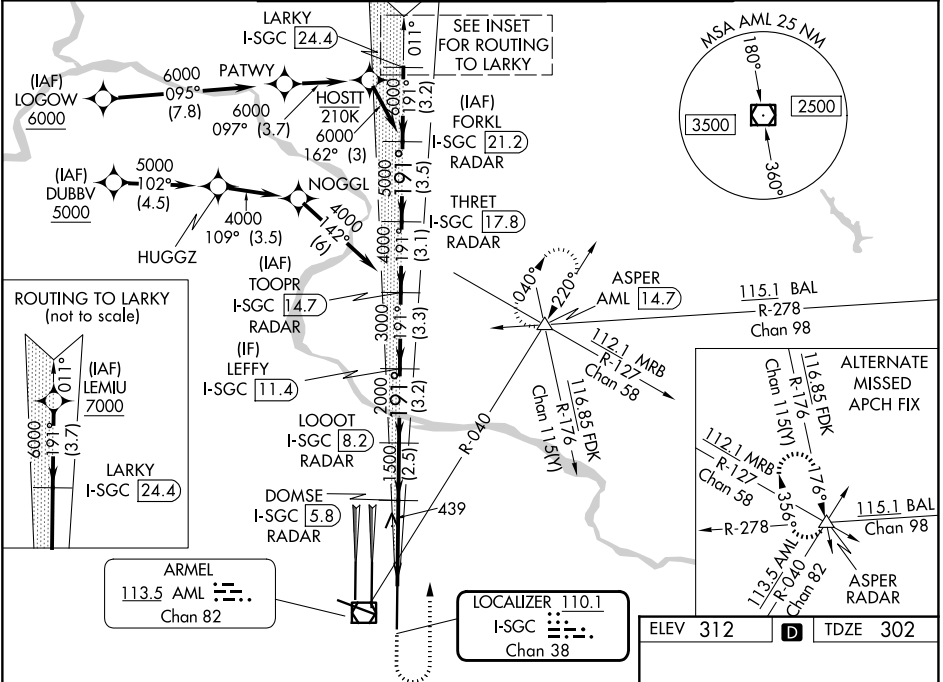 LARKY
I-SGC 24.4
011°
SEE INSET
FOR ROUTING
TO LARKY
MSA AML 25 NM
180°
3500
2500
360°
(IAF)
LOGOW
6000
6000
095°
(7.8)
PATWY
6000
097° (3.7)
HOSTT
210K
6000
162° (3)
6000
191°
(3.2)
(IAF)
FORKL
I-SGC 21.2
RADAR
5000
191°
(3.5)
(IAF)
DUBBV
5000
5000
102°
(4.5)
HUGGZ
4000
109° (3.5)
NOGGL
4000
142°
(6)
THRET
I-SGC 17.8
RADAR
4000
191°
(3.1)
(IAF)
TOOPR
I-SGC 14.7
RADAR
3000
191°
(3.3)
(IF)
LEFFY
I-SGC 11.4
2000
191°
(3.2)
LOOOT
I-SGC 8.2
RADAR
1500
(2.5)
DOMSE
I-SGC 5.8
RADAR
439
040°
220°
ASPER
AML 14.7
115.1 BAL
R-278
Chan 98
112.1 MRB
R-127
Chan 58
116.85 FDK
R-176
Chan 115(Y)
R-040
ROUTING TO LARKY
(not to scale)
011°
(IAF)
LEMIU
7000
6000
191°
(3.7)
LARKY
I-SGC 24.4
ALTERNATE
MISSED
APCH FIX
116.85 FDK
R-176
Chan 115(Y)
112.1 MRB
R-127
Chan 58
176°
356°
115.1 BAL
Chan 98
R-278
113.5 AML
R-040
Chan 82
ASPER
RADAR
ARMEL
113.5 AML
Chan 82
LOCALIZER 110.1
I-SGC
Chan 38
ELEV 312
D
TDZE 302